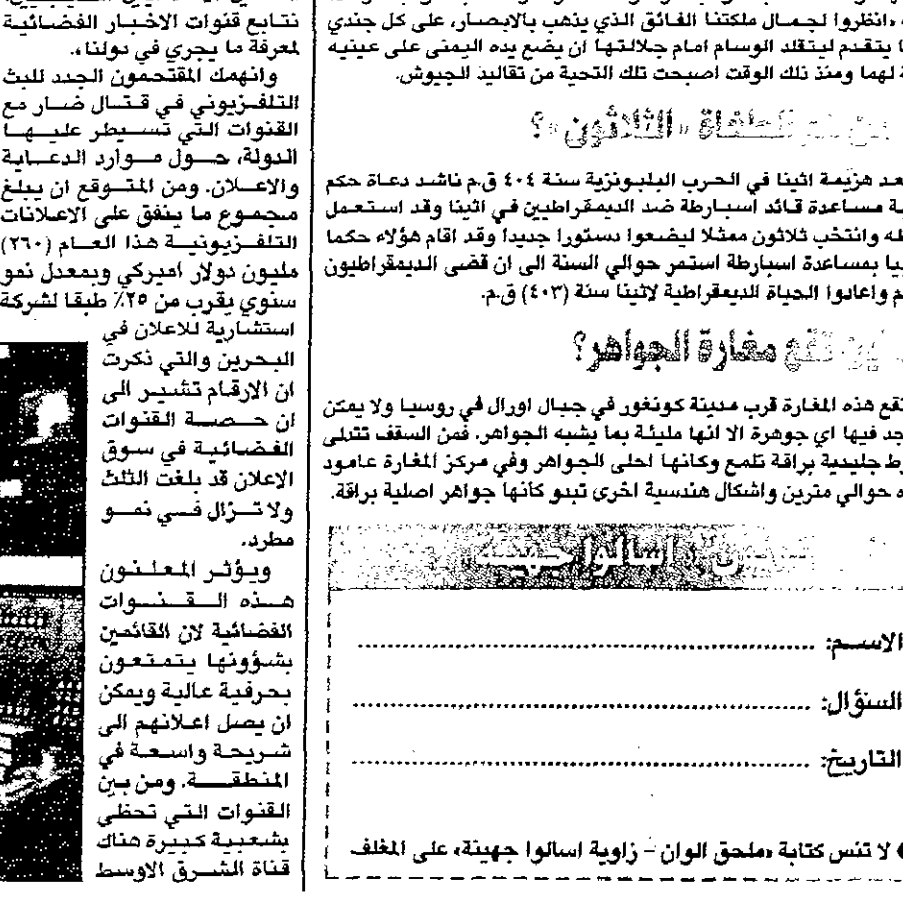 «انظروا لجمال ملكتنا الفائق الذي يذهب بالابصار، على كل جندي
يتقدم ليتقلد الوسام امام جلالتها ان يضع يده اليمنى على عينيه
لهما ومنذ ذلك الوقت اصبحت تلك التحية من تقاليد الجيوش.
من هم الطغاة «الثلاثون»؟
بعد هزيمة اثينا في الحرب البلبونزية سنة ٤٠٤ ق.م ناشد دعاة حكم
مساعدة قائد اسبارطة ضد الديمقراطيين في اثينا وقد استعمل
وانتخب ثلاثون ممثلا ليضعوا دستورا جديدا وقد اقام هؤلاء حكما
بمساعدة اسبارطة استمر حوالي السنة الى ان قضى الديمقراطيون
واعادوا الحياة الديمقراطية لاثينا سنة (٤٠٣) ق.م.
اين تقع مغارة الجواهر؟
تقع هذه المغارة قرب مدينة كونغور في جبال اورال في روسيا ولا يمكن
فيها اي جوهرة الا انها مليئة بما يشبه الجواهر. فمن السقف تتدلى
جليدية براقة تلمع وكانها احلى الجواهر وفي مركز المغارة عامود
حوالي مترين واشكال هندسية اخرى تبدو كأنها جواهر اصلية براقة.
اسالوا جهينة
الاسـم: ..........
السؤال: ..........
التاريخ: ..........
لا تنس كتابة «ملحق الوان - زاوية اسالوا جهينة» على المغلف
نتابع قنوات الاخبار الفضائية
لمعرفة ما يجري في دولنا».
وانهمك المقتحمون الجدد للبث
التلفزيوني في قتال ضار مع
القنوات التي تسيطر عليها
الدولة، حول موارد الدعاية
والاعلان. ومن المتوقع ان يبلغ
مجموع ما ينفق على الاعلانات
التلفزيونية هذا العام (٢٦٠)
مليون دولار اميركي وبمعدل نمو
سنوي يقرب من ٢٥٪ طبقا لشركة
استشارية للاعلان في
البحرين والتي ذكرت
ان الارقام تشير الى
ان حصة القنوات
الفضائية في سوق
الاعلان قد بلغت الثلث
ولا تزال في نمو
مطرد.
ويؤثر المعلنون
هذه القنوات
الفضائية لان القائمين
بشؤونها يتمتعون
بحرفية عالية ويمكن
ان يصل اعلانهم الى
شريحة واسعة في
المنطقة. ومن بين
القنوات التي تحظى
بشعبية كبيرة هناك
قناة الشرق الاوسط